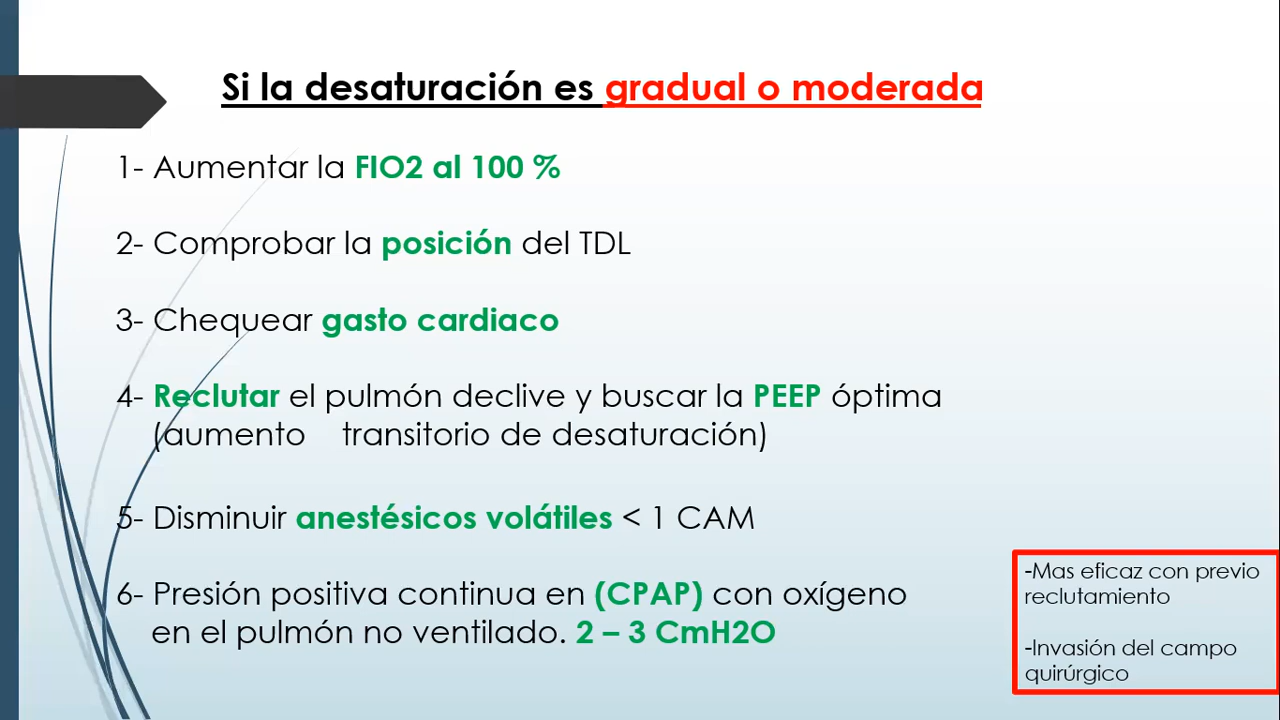 Si la desaturación es gradual o moderada
1- Aumentar la FIO2 al 100 %
2- Comprobar la posición del TDL
3- Chequear gasto cardiaco
4- Reclutar el pulmón declive y buscar la PEEP óptima
(aumento transitorio de desaturación)
5- Disminuir anestésicos volátiles < 1 CAM
6- Presión positiva continua en (CPAP) con oxígeno
en el pulmón no ventilado. 2 – 3 CmH2O
-Mas eficaz con previo
reclutamiento
-Invasión del campo
quirúrgico